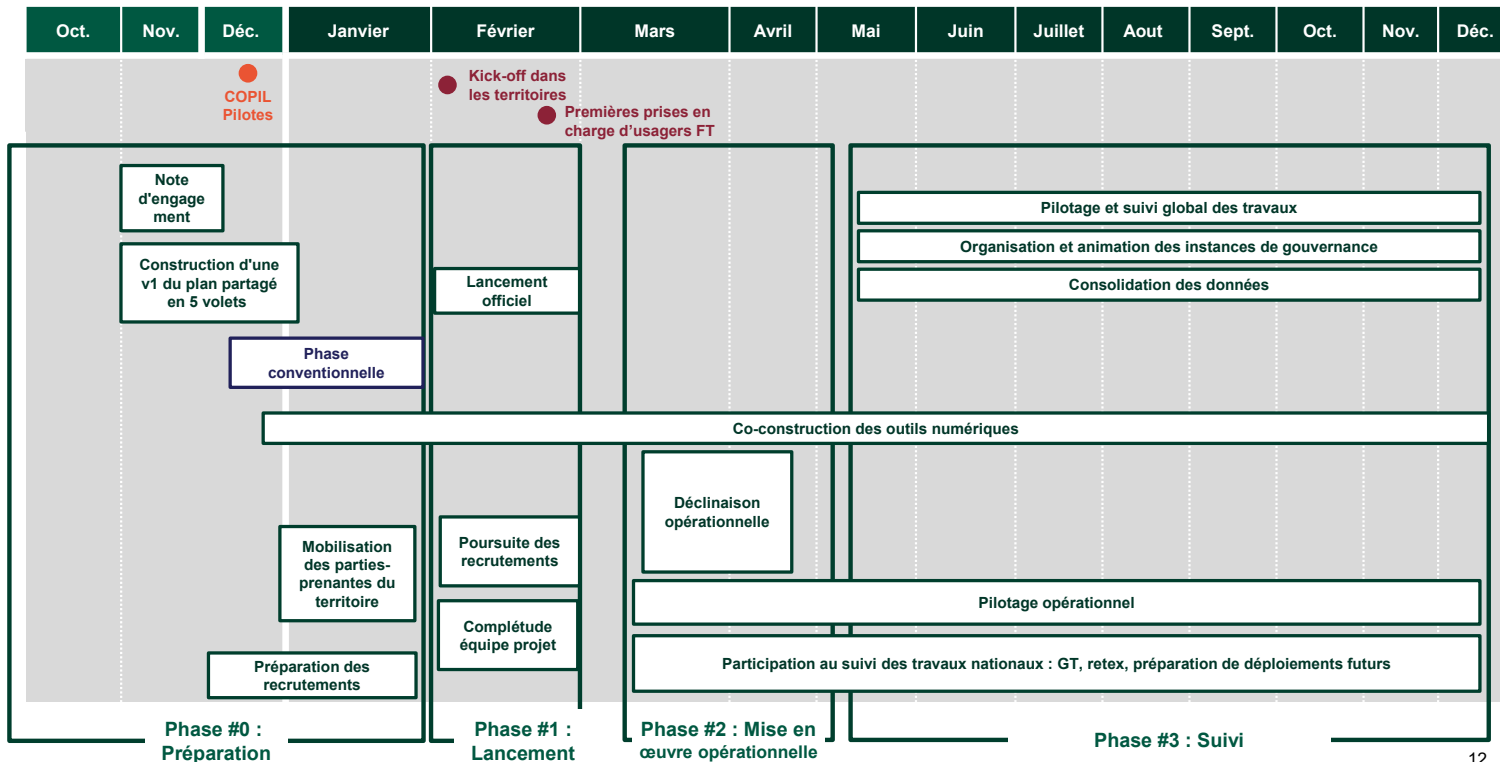 Oct. Nov. Déc. Janvier Février Mars Avril Mai Juin Juillet Aout Sept. Oct. Nov. Déc.
COPIL
Pilotes
Kick-off dans
les territoires
Premières prises en
charge d'usagers FT
Note
d'engage
ment
Construction d'une
v1 du plan partagé
en 5 volets
Lancement
officiel
Pilotage et suivi global des travaux
Organisation et animation des instances de gouvernance
Consolidation des données
Phase
conventionnelle
Co-construction des outils numériques
Déclinaison
opérationnelle
Mobilisation
des parties-
prenantes du
territoire
Poursuite des
recrutements
Pilotage opérationnel
Complétude
équipe projet
Préparation des
recrutements
Participation au suivi des travaux nationaux : GT, retex, préparation de déploiements futurs
Phase #0 :
Préparation
Phase #1 :
Lancement
Phase #2 : Mise en
œuvre opérationnelle
Phase #3 : Suivi
12